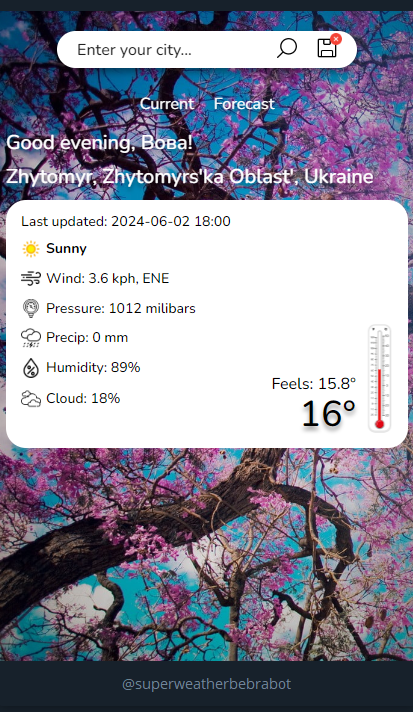 Enter your city...
Current Forecast
Good evening, Вова!
Zhytomyr, Zhytomyrs'ka Oblast', Ukraine
Last updated: 2024-06-02 18:00
Sunny
Wind: 3.6 kph, ENE
Pressure: 1012 milibars
Precip: 0 mm
Humidity: 89%
Cloud: 18%
Feels: 15.8°
16°
@superweatherbebrabot